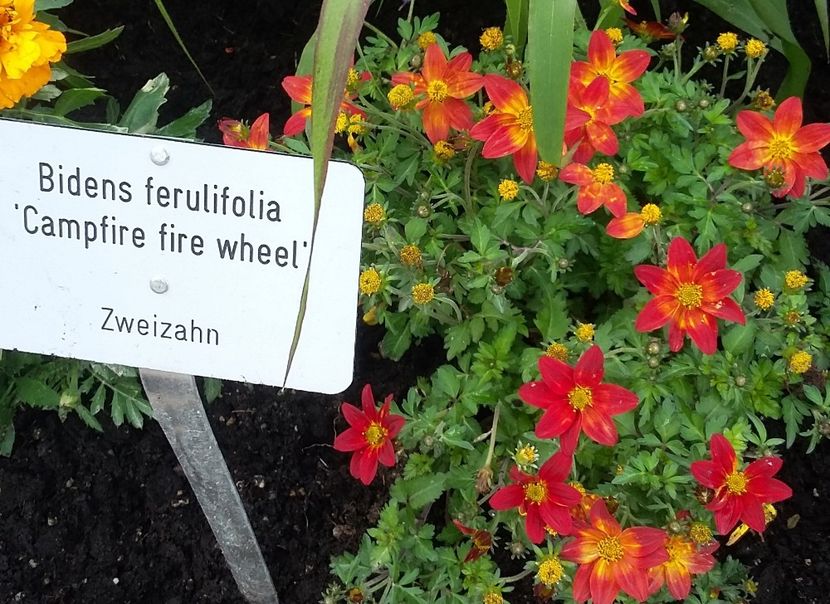 Bidens ferulifolia
'Campfire fire wheel'
Zweizahn